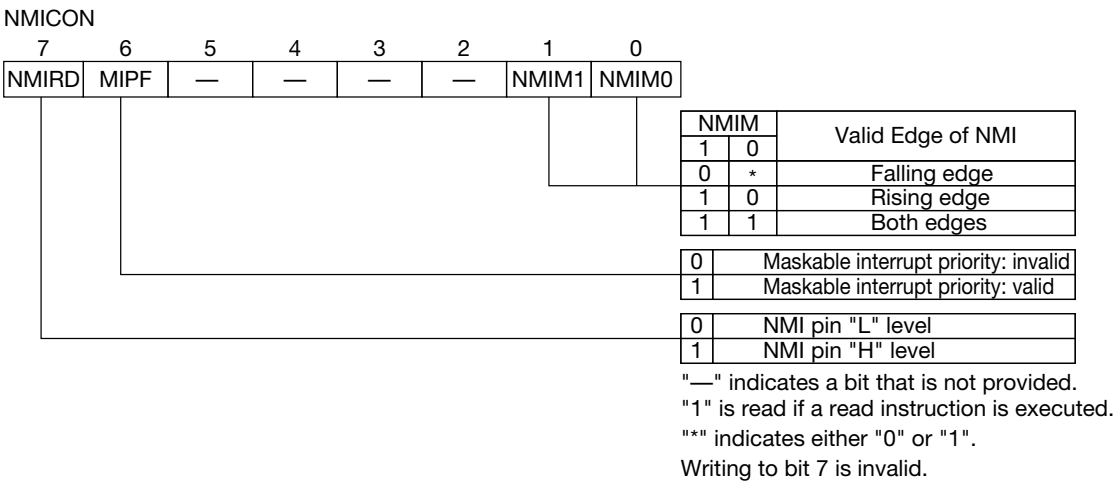 NMICON
7 6 5 4 3 2 1 0
NMIRD MIPF — — — — NMIM1 NMIM0
NMIM Valid Edge of NMI
1 0
0 * Falling edge
1 0 Rising edge
1 1 Both edges
0 Maskable interrupt priority: invalid
1 Maskable interrupt priority: valid
0 NMI pin "L" level
1 NMI pin "H" level
"—" indicates a bit that is not provided.
"1" is read if a read instruction is executed.
"*" indicates either "0" or "1".
Writing to bit 7 is invalid.